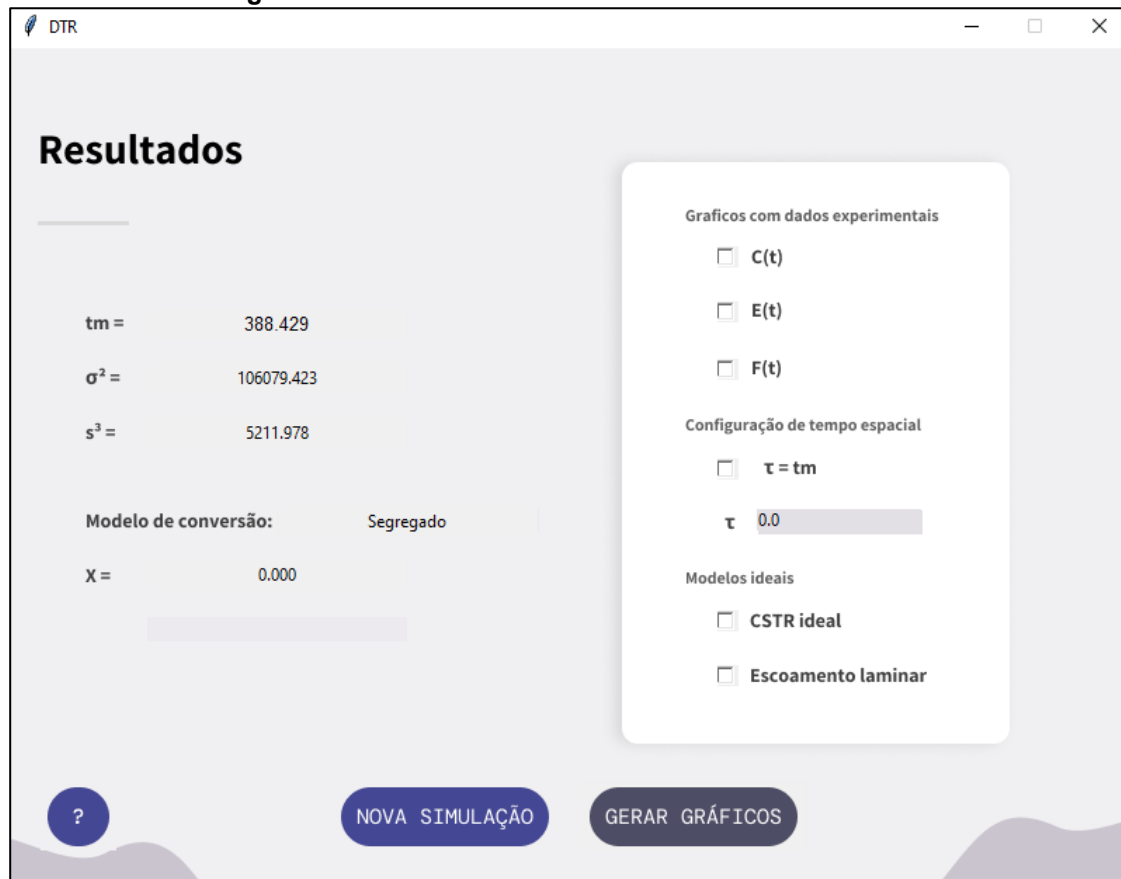 DTR
Resultados
tm = 388.429
σ² = 106079.423
s³ = 5211.978
Modelo de conversão: Segregado
X = 0.000
Graficos com dados experimentais
C(t)
E(t)
F(t)
Configuração de tempo espacial
τ = tm
τ 0.0
Modelos ideais
CSTR ideal
Escoamento laminar
?
NOVA SIMULAÇÃO
GERAR GRÁFICOS